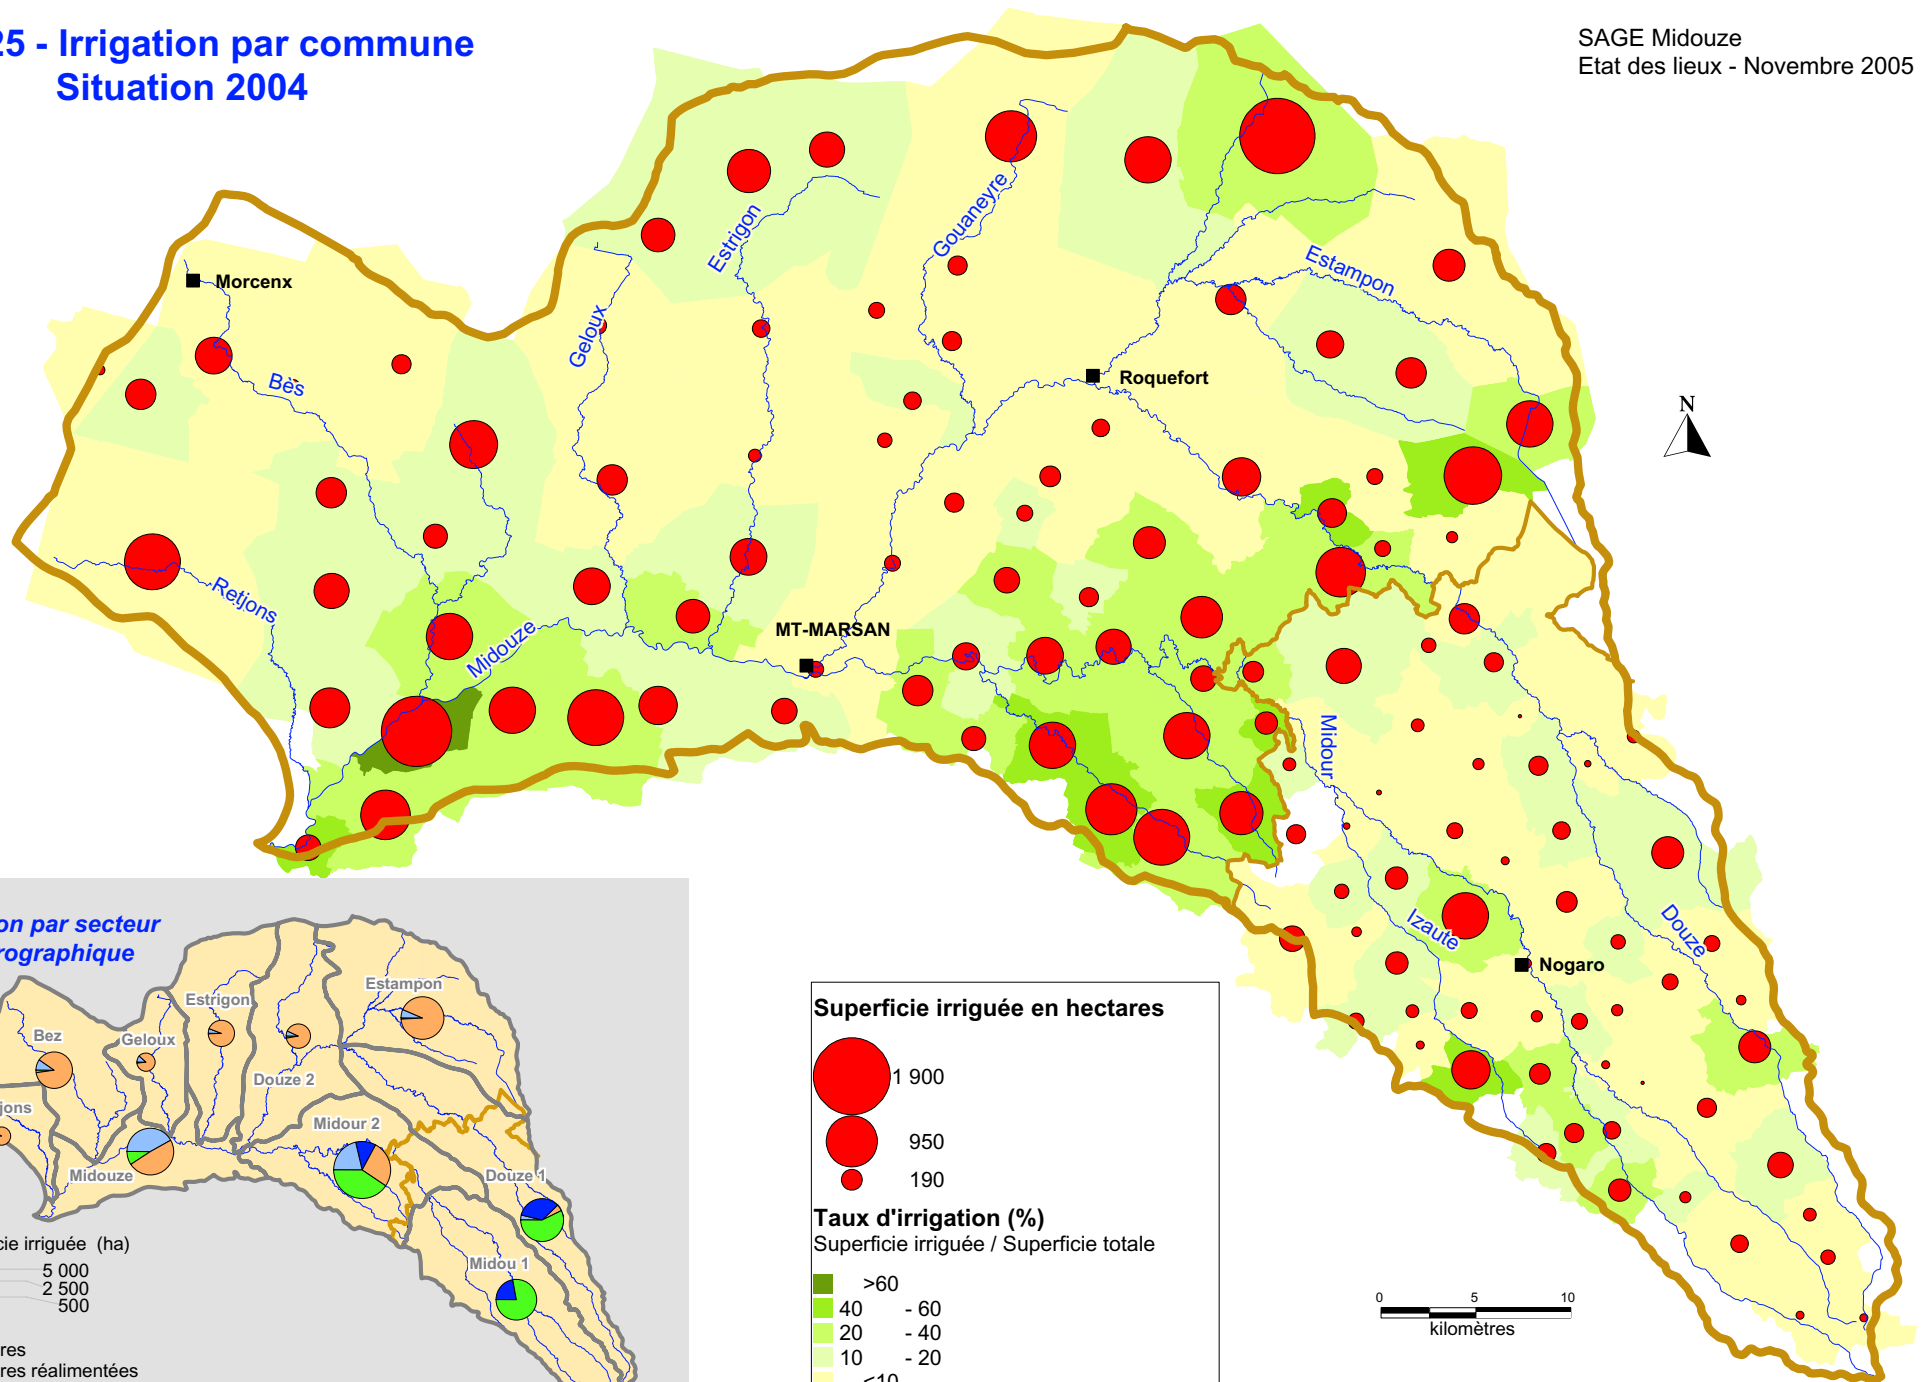 25 - Irrigation par commune
Situation 2004
SAGE Midouze
Etat des lieux - Novembre 2005
Morcenx
Bès
Retjons
Geloux
Estrigon
Gouaneyre
Estampon
Roquefort
N
Midouze
MT-MARSAN
Midour
Izaute
Douze
Nogaro
on par secteur
rographique
Bez
Geloux
Estrigon
Estampon
Douze 2
jons
Midouze
Midour 2
Douze 1
Midou 1
cie irriguée (ha)
5 000
2 500
500
res
res réalimentées
Superficie irriguée en hectares
1 900
950
190
Taux d'irrigation (%)
Superficie irriguée / Superficie totale
>60
40 - 60
20 - 40
10 - 20
<10
0 5 10
kilomètres